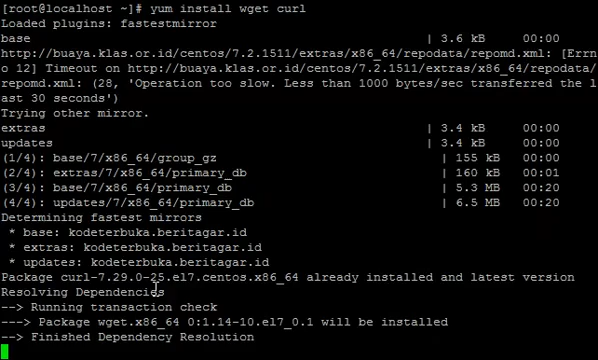 [root@localhost ~]# yum install wget curl
Loaded plugins: fastestmirror
base | 3.6 kB 00:00
http://buaya.klas.or.id/centos/7.2.1511/extras/x86_64/repodata/repomd.xml: [Errn
o 12] Timeout on http://buaya.klas.or.id/centos/7.2.1511/extras/x86_64/repodata/
repomd.xml: (28, 'Operation too slow. Less than 1000 bytes/sec transferred the l
ast 30 seconds')
Trying other mirror.
extras | 3.4 kB 00:00
updates | 3.4 kB 00:00
(1/4): base/7/x86_64/group_gz | 155 kB 00:00
(2/4): extras/7/x86_64/primary_db | 160 kB 00:01
(3/4): base/7/x86_64/primary_db | 5.3 MB 00:20
(4/4): updates/7/x86_64/primary_db | 6.5 MB 00:20
Determining fastest mirrors
* base: kodeterbuka.beritagar.id
* extras: kodeterbuka.beritagar.id
* updates: kodeterbuka.beritagar.id
Package curl-7.29.0-25.el7.centos.x86_64 already installed and latest version
Resolving Dependencies
--> Running transaction check
---> Package wget.x86_64 0:1.14-10.el7_0.1 will be installed
--> Finished Dependency Resolution